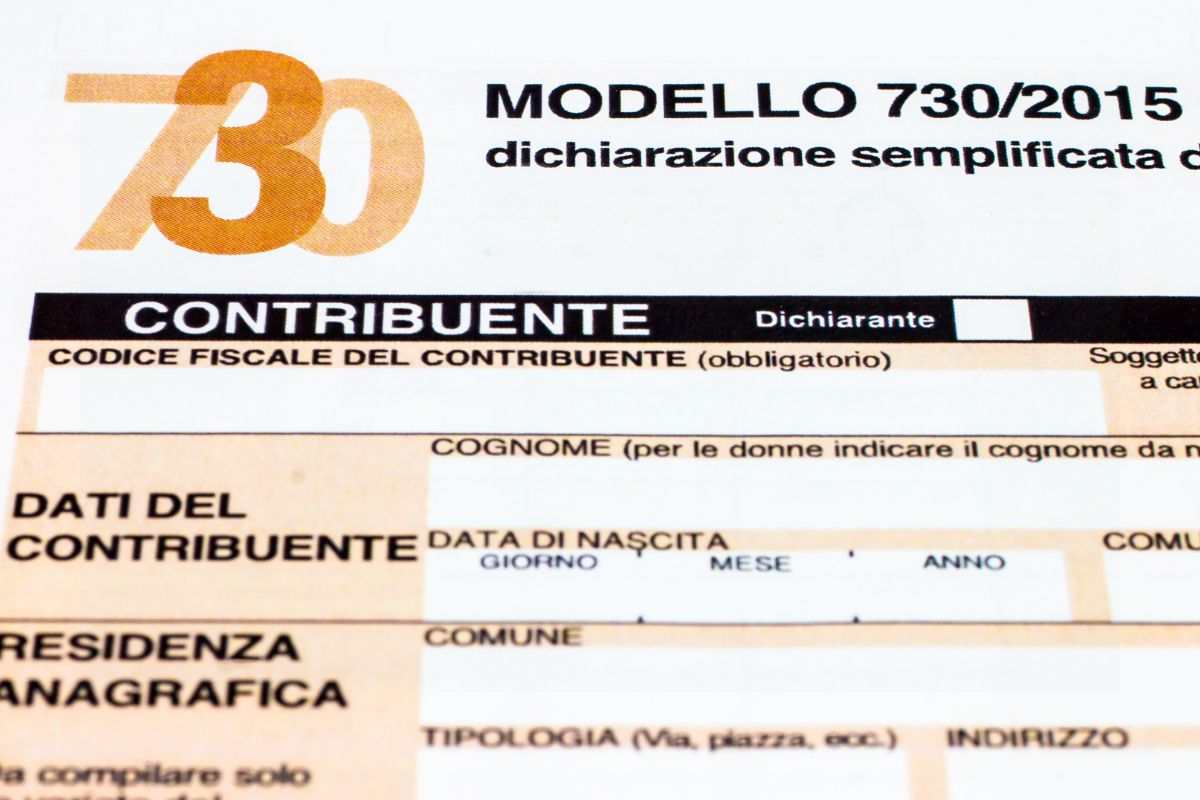 730
MODELLO 730/2015
dichiarazione semplificata
CONTRIBUENTE Dichiarante
CODICE FISCALE DEL CONTRIBUENTE (obbligatorio)
COGNOME (per le donne indicare il cognome da
DATI DEL
CONTRIBUENTE
DATA DI NASCITA
GIORNO MESE ANNO
RESIDENZA
ANAGRAFICA
COMUNE
TIPOLOGIA (Via, piazza, ecc.) INDIRIZZO
compilare solo